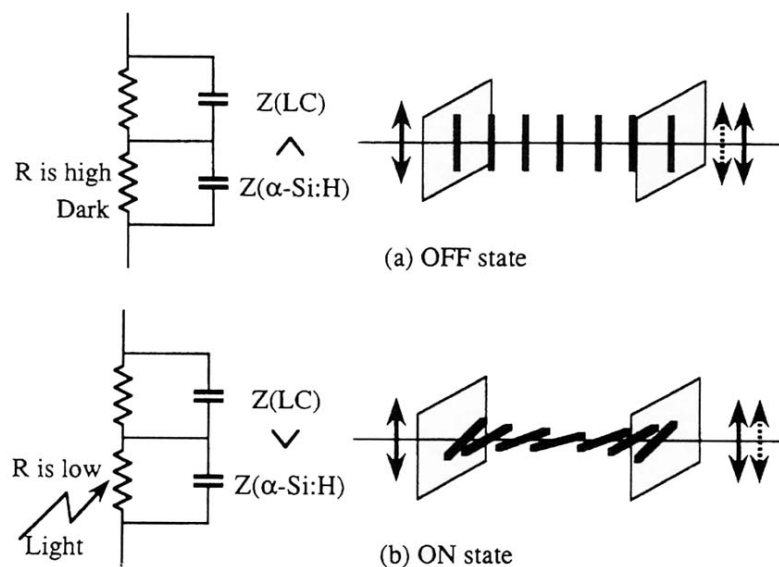 Z(LC)
<
R is high
Dark
Z(α-Si:H)
(a) OFF state
Z(LC)
>
R is low
Z(α-Si:H)
Light
(b) ON state